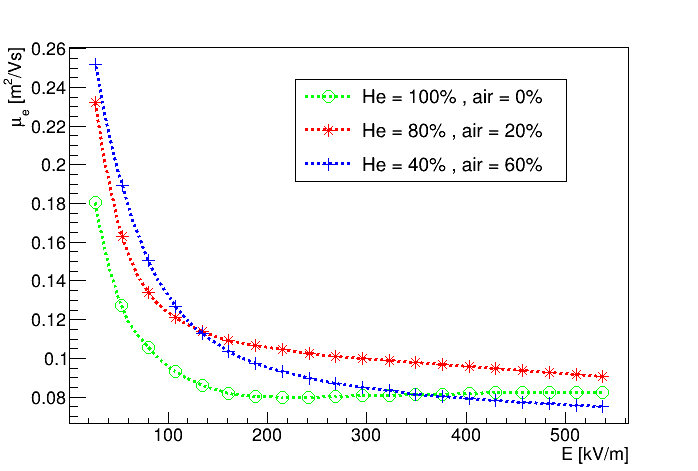 μe [m²/Vs]
0.26
0.24
0.22
0.2
0.18
0.16
0.14
0.12
0.1
0.08
He = 100% , air = 0%
He = 80% , air = 20%
He = 40% , air = 60%
100 200 300 400 500
E [kV/m]